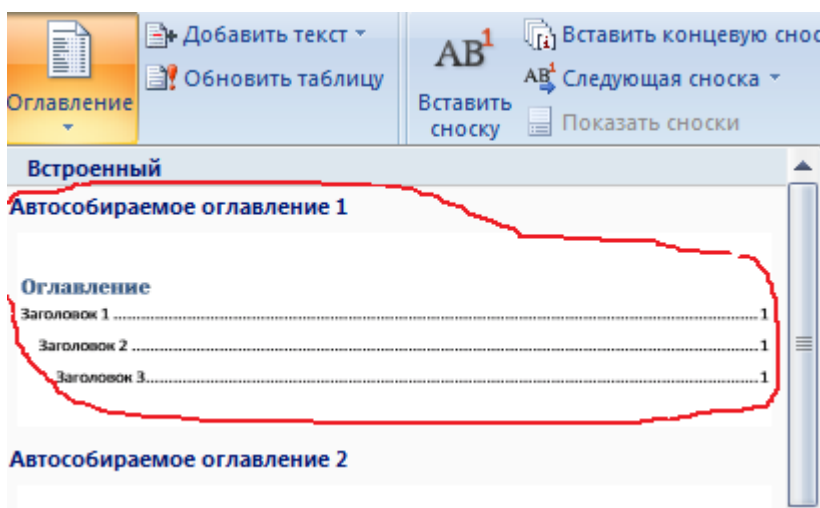 Добавить текст
Обновить таблицу
Оглавление
AB1
Вставить сноску
Вставить концевую снос
AB1 Следующая сноска
Показать сноски
Встроенный
Автособираемое оглавление 1
Оглавление
Заголовок 1 ........ 1
Заголовок 2 ........ 1
Заголовок 3........ 1
Автособираемое оглавление 2